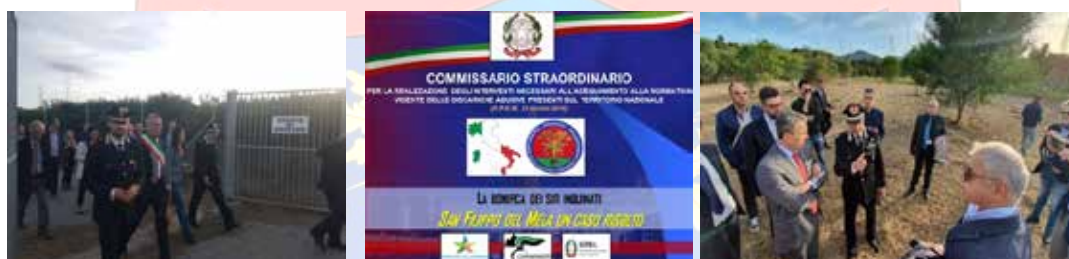 COMMISSARIO STRAORDINARIO
PER LA REALIZZAZIONE DEGLI INTERVENTI NECESSARI ALL'ADEGUAMENTO ALLA NORMATIVA
VIGENTE DELLE DISCARICHE ABUSIVE PRESENTI SUL TERRITORIO NAZIONALE
LA BONIFICA DEI SITI INQUINATI
SAN FILIPPO DEL MELA UN CASO RISOLTO